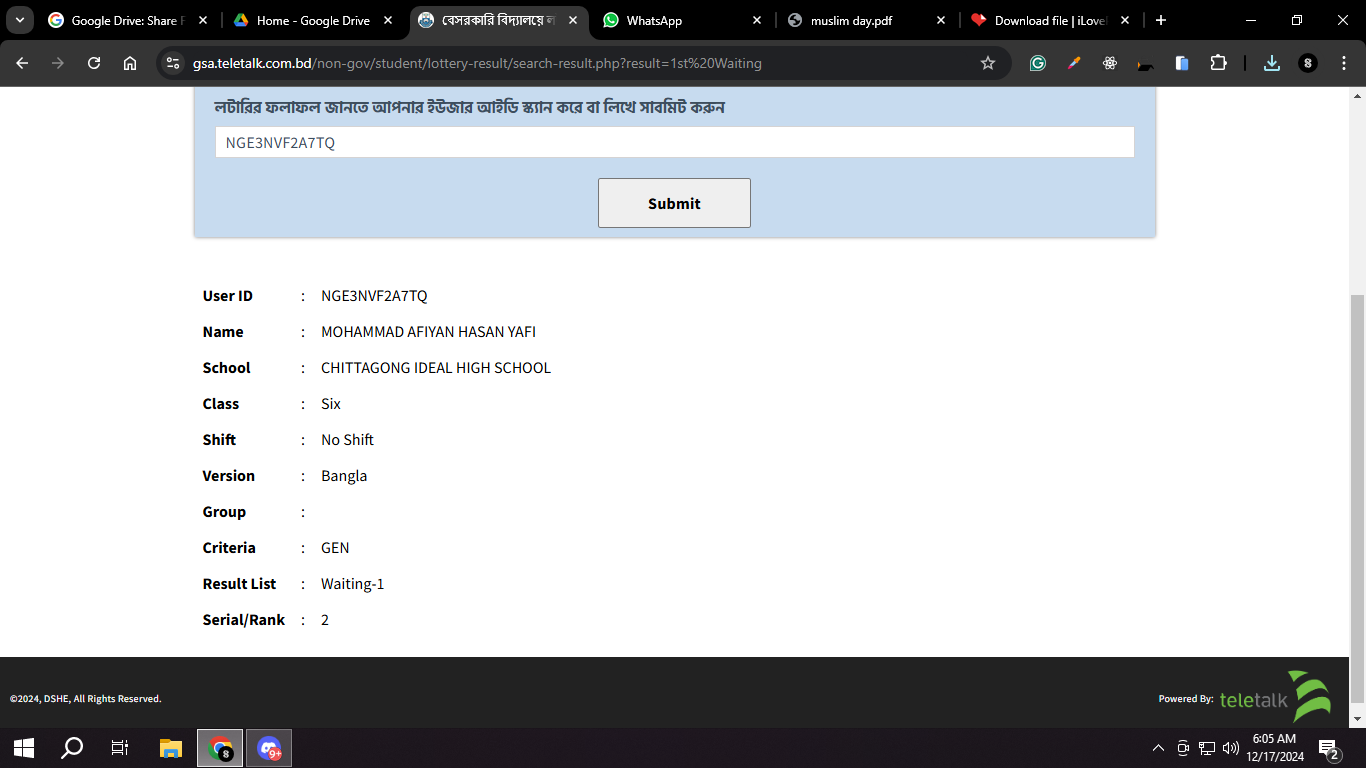 Google Drive: Share F
Home - Google Drive
বেসরকারি বিদ্যালয়ে ল
WhatsApp
muslim day.pdf
Download file | iLoveI
gsa.teletalk.com.bd/non-gov/student/lottery-result/search-result.php?result=1st%20Waiting
লটারির ফলাফল জানতে আপনার ইউজার আইডি স্ক্যান করে বা লিখে সাবমিট করুন
NGE3NVF2A7TQ
Submit
User ID : NGE3NVF2A7TQ
Name : MOHAMMAD AFIYAN HASAN YAFI
School : CHITTAGONG IDEAL HIGH SCHOOL
Class : Six
Shift : No Shift
Version : Bangla
Group :
Criteria : GEN
Result List : Waiting-1
Serial/Rank : 2
©2024, DSHE, All Rights Reserved.
Powered By: teletalk
9+
6:05 AM
12/17/2024
2